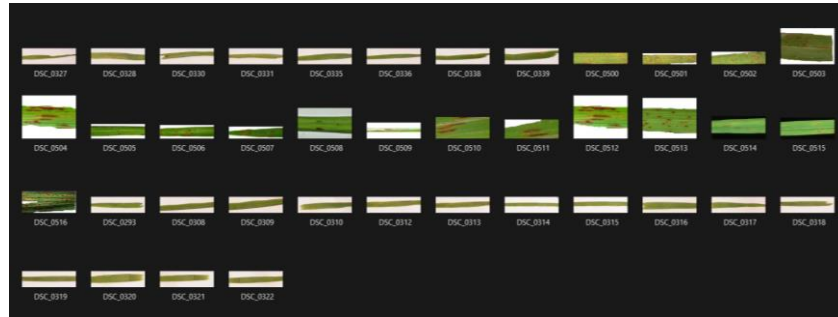 DSC_0327 DSC_0328 DSC_0330 DSC_0331 DSC_0335 DSC_0336 DSC_0338 DSC_0339 DSC_0500 DSC_0501 DSC_0502 DSC_0503
DSC_0504 DSC_0505 DSC_0506 DSC_0507 DSC_0508 DSC_0509 DSC_0510 DSC_0511 DSC_0512 DSC_0513 DSC_0514 DSC_0515
DSC_0516 DSC_0293 DSC_0308 DSC_0309 DSC_0310 DSC_0312 DSC_0313 DSC_0314 DSC_0315 DSC_0316 DSC_0317 DSC_0318
DSC_0319 DSC_0320 DSC_0321 DSC_0322